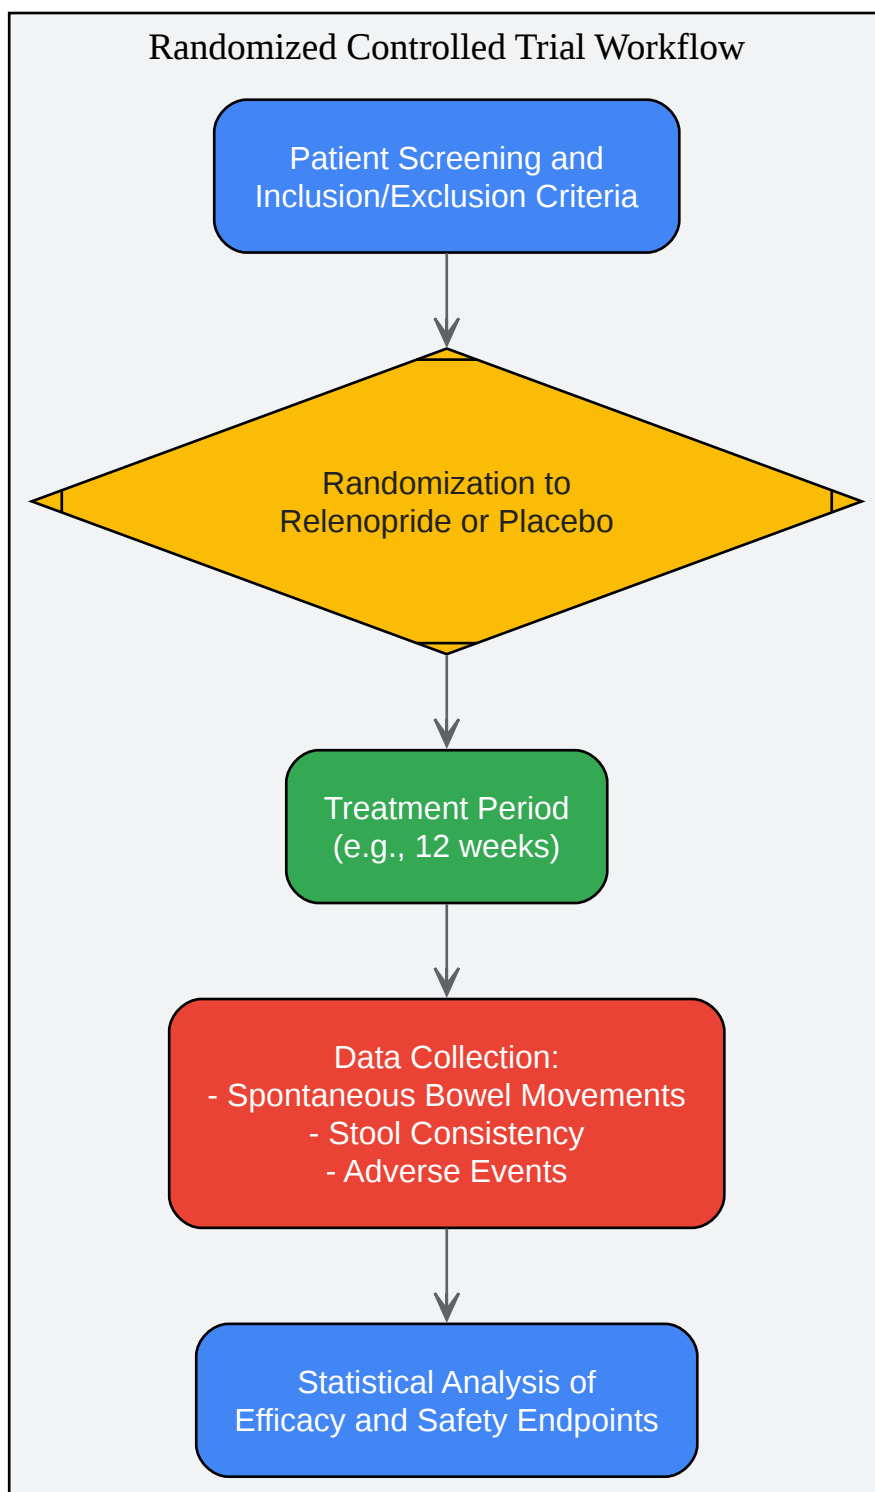 Randomized Controlled Trial Workflow
Patient Screening and
Inclusion/Exclusion Criteria
Randomization to
Relenopride or Placebo
Treatment Period
(e.g., 12 weeks)
Data Collection:
- Spontaneous Bowel Movements
- Stool Consistency
- Adverse Events
Statistical Analysis of
Efficacy and Safety Endpoints